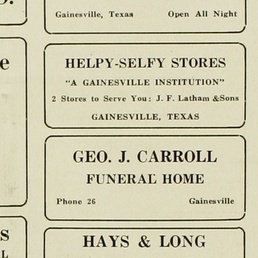 Gainesville, Texas Open All Night
HELPY-SELFY STORES
"A GAINESVILLE INSTITUTION"
2 Stores to Serve You: J. F. Latham &Sons
GAINESVILLE, TEXAS
GEO. J. CARROLL
FUNERAL HOME
Phone 26 Gainesville
HAYS & LONG